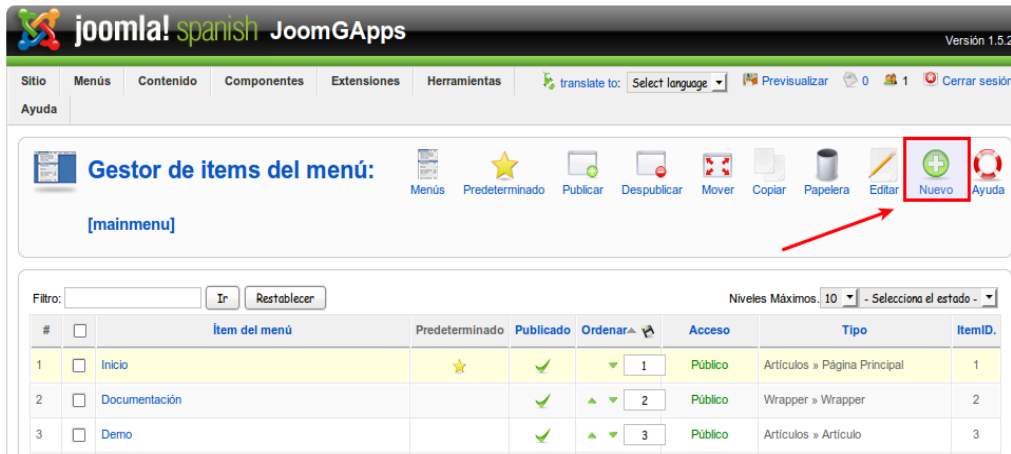 joomla! spanish JoomGApps
Versión 1.5.2
Sitio Menús Contenido Componentes Extensiones Herramientas translate to: Select language Previsualizar 0 1 Cerrar sesión
Ayuda
Gestor de items del menú:
[mainmenu]
Menús Predeterminado Publicar Despublicar Mover Copiar Papelera Editar Nuevo Ayuda
Filtro: Ir Restablecer Niveles Máximos. 10 - Selecciona el estado -
# Ítem del menú Predeterminado Publicado Ordenar Acceso Tipo ItemID.
1 Inicio 1 Público Artículos » Página Principal 1
2 Documentación 2 Público Wrapper » Wrapper 2
3 Demo 3 Público Artículos » Artículo 3